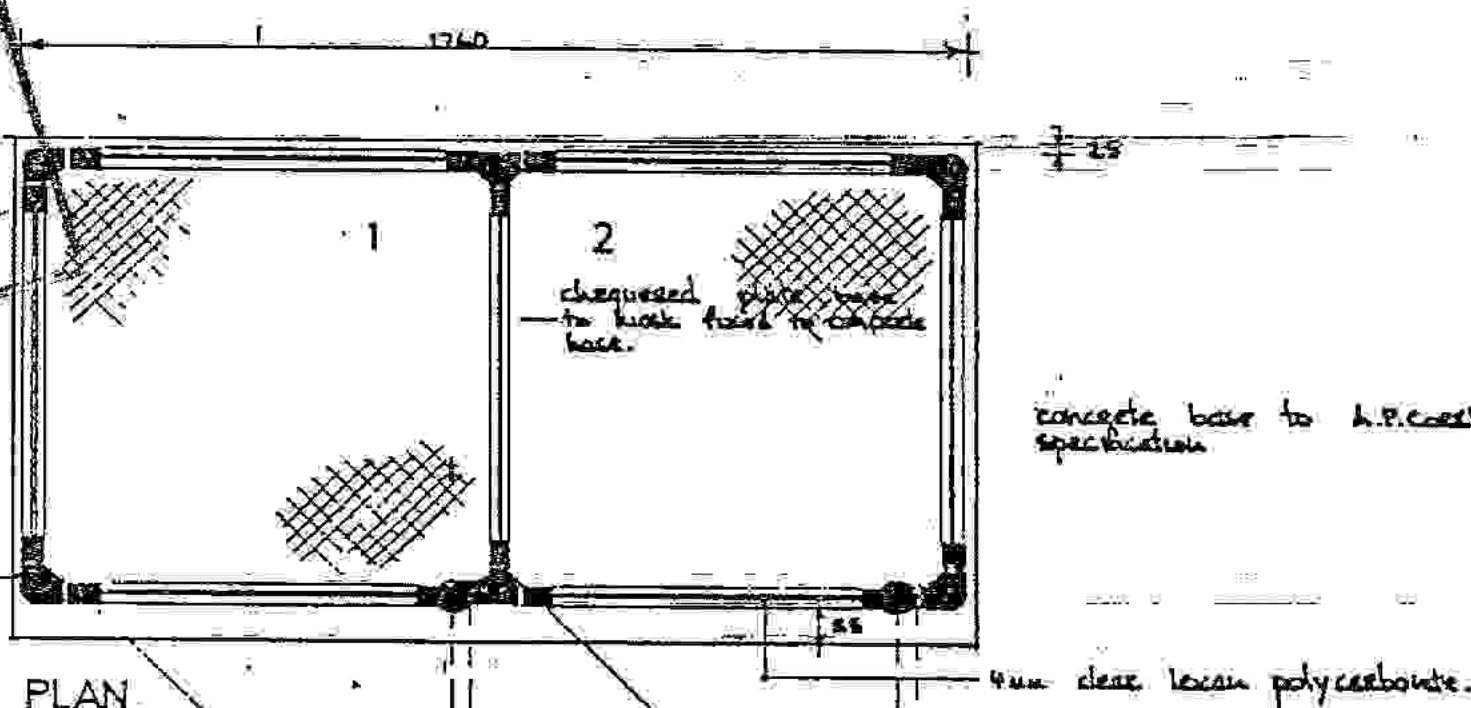 1760
25
1
2
chequered plate base
to kiosk fixed to
base.
concrete base to
specification
55
4mm clear lexan polycarbonate.
PLAN